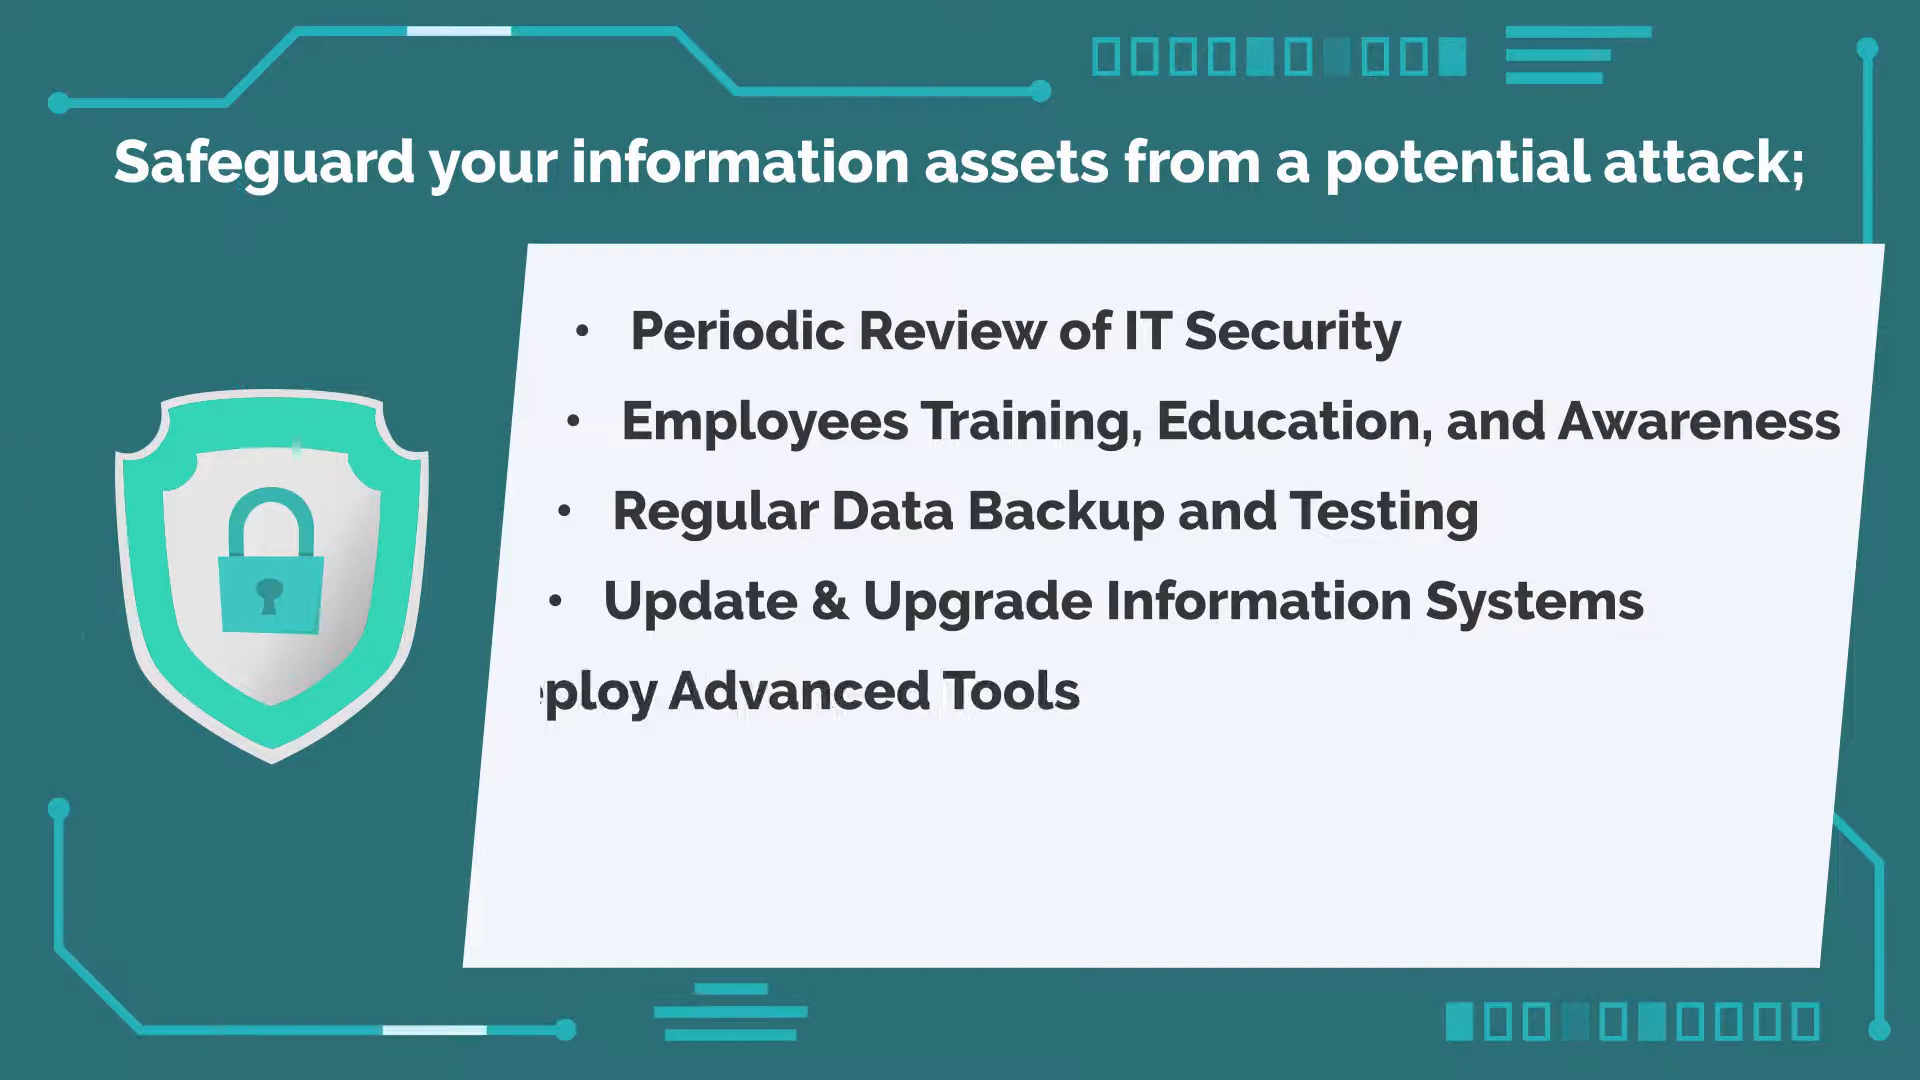 Safeguard your information assets from a potential attack;
• Periodic Review of IT Security
• Employees Training, Education, and Awareness
• Regular Data Backup and Testing
• Update & Upgrade Information Systems
eploy Advanced Tools